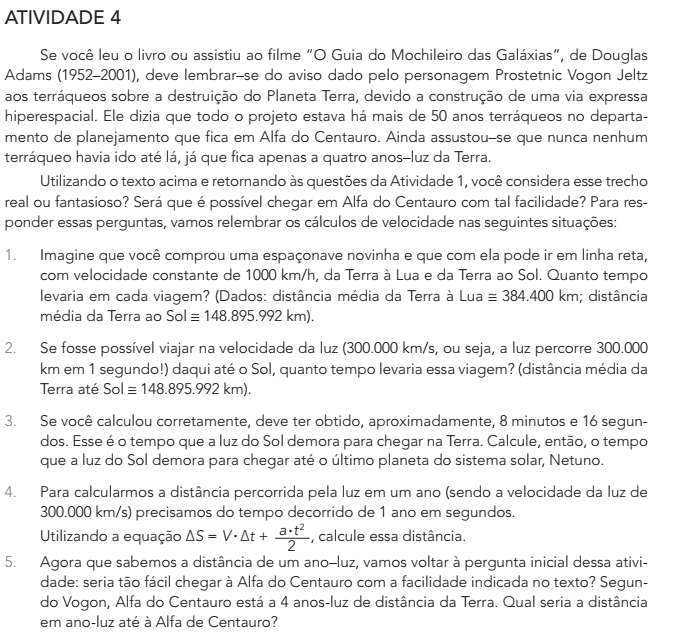 ATIVIDADE 4
Se você leu o livro ou assistiu ao filme “O Guia do Mochileiro das Galáxias”, de Douglas
Adams (1952–2001), deve lembrar–se do aviso dado pelo personagem Prostetnic Vogon Jeltz
aos terráqueos sobre a destruição do Planeta Terra, devido a construção de uma via expressa
hiperespacial. Ele dizia que todo o projeto estava há mais de 50 anos terráqueos no departa-
mento de planejamento que fica em Alfa do Centauro. Ainda assustou–se que nunca nenhum
terráqueo havia ido até lá, já que fica apenas a quatro anos–luz da Terra.
Utilizando o texto acima e retornando às questões da Atividade 1, você considera esse trecho
real ou fantasioso? Será que é possível chegar em Alfa do Centauro com tal facilidade? Para res-
ponder essas perguntas, vamos relembrar os cálculos de velocidade nas seguintes situações:
1. Imagine que você comprou uma espaçonave novinha e que com ela pode ir em linha reta,
com velocidade constante de 1000 km/h, da Terra à Lua e da Terra ao Sol. Quanto tempo
levaria em cada viagem? (Dados: distância média da Terra à Lua ≅ 384.400 km; distância
média da Terra ao Sol ≅ 148.895.992 km).
2. Se fosse possível viajar na velocidade da luz (300.000 km/s, ou seja, a luz percorre 300.000
km em 1 segundo!) daqui até o Sol, quanto tempo levaria essa viagem? (distância média da
Terra até Sol ≅ 148.895.992 km).
3. Se você calculou corretamente, deve ter obtido, aproximadamente, 8 minutos e 16 segun-
dos. Esse é o tempo que a luz do Sol demora para chegar na Terra. Calcule, então, o tempo
que a luz do Sol demora para chegar até o último planeta do sistema solar, Netuno.
4. Para calcularmos a distância percorrida pela luz em um ano (sendo a velocidade da luz de
300.000 km/s) precisamos do tempo decorrido de 1 ano em segundos.
Utilizando a equação ΔS = V·Δt + a·t²/2, calcule essa distância.
5. Agora que sabemos a distância de um ano–luz, vamos voltar à pergunta inicial dessa ativi-
dade: seria tão fácil chegar à Alfa do Centauro com a facilidade indicada no texto? Segun-
do Vogon, Alfa do Centauro está a 4 anos-luz de distância da Terra. Qual seria a distância
em ano-luz até à Alfa de Centauro?